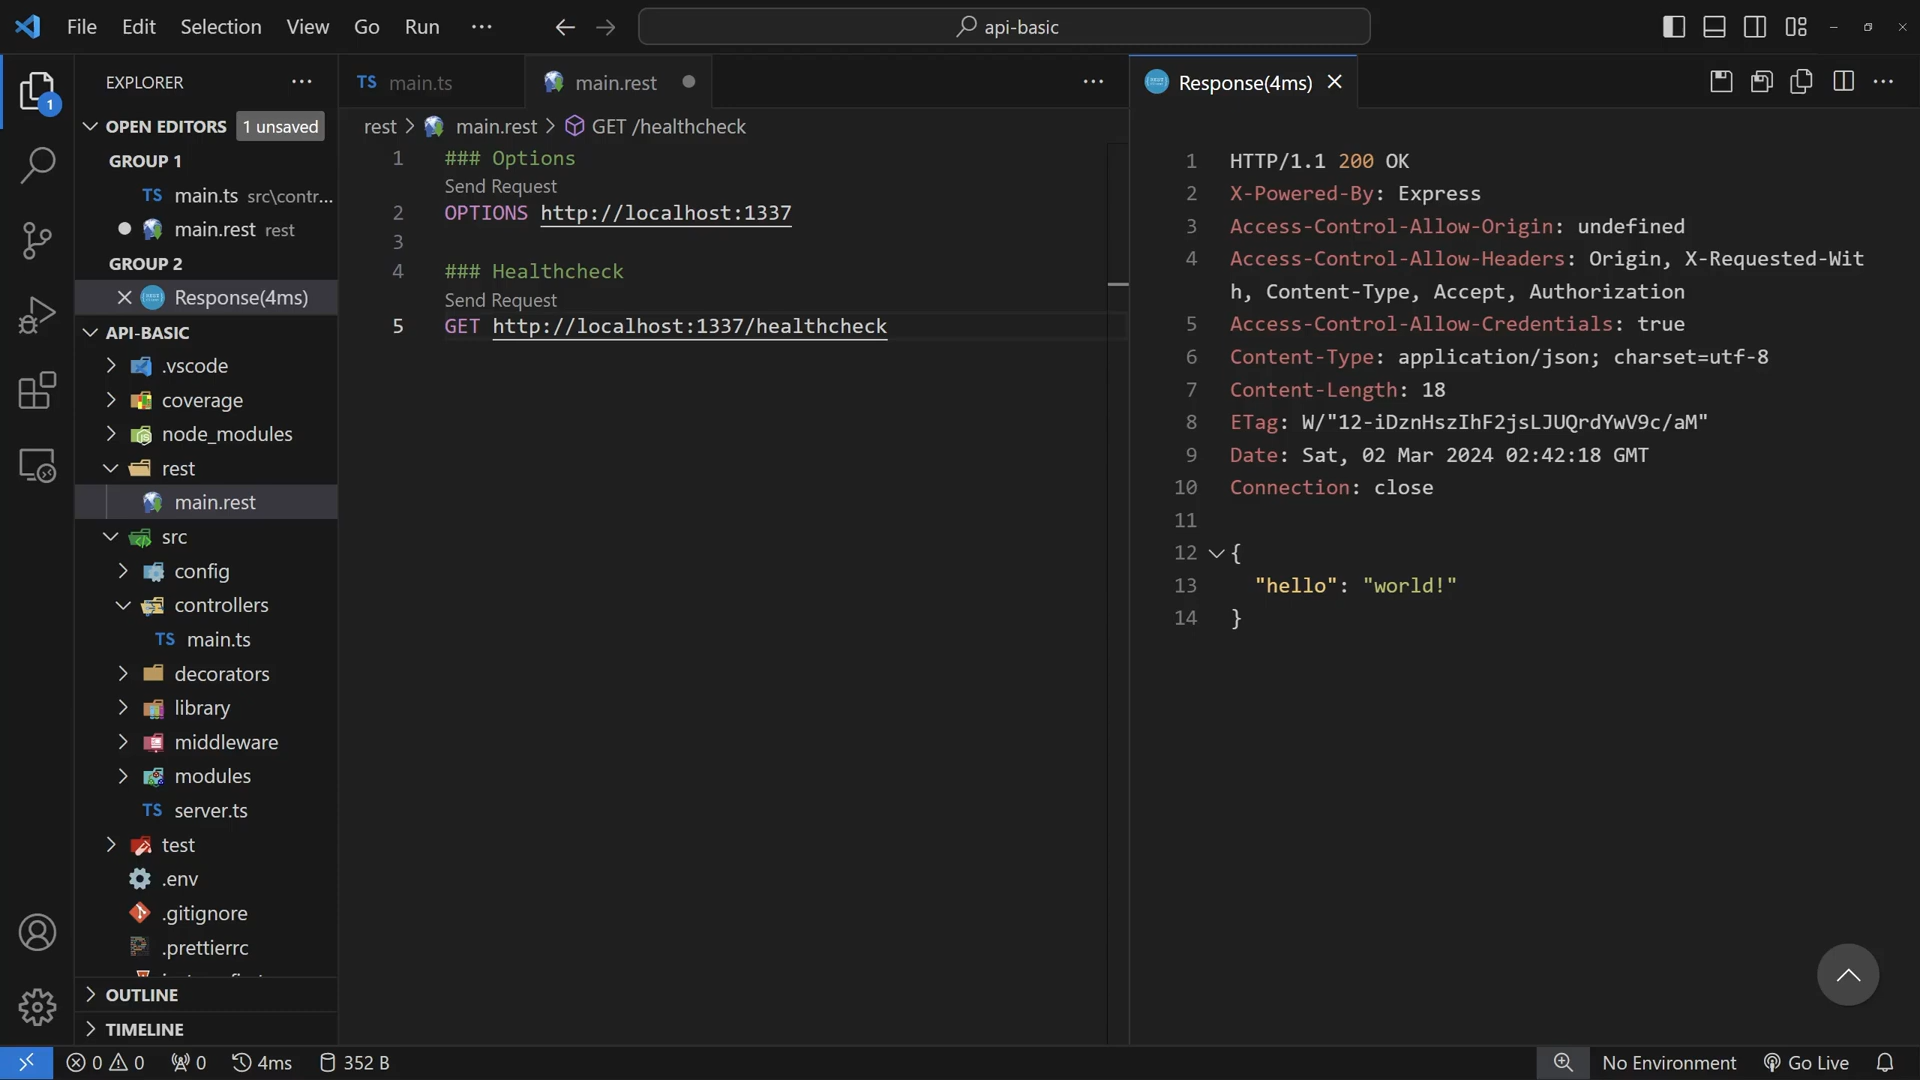 File Edit Selection View Go Run ··· api-basic
EXPLORER
OPEN EDITORS 1 unsaved
GROUP 1
TS main.ts src\contr...
main.rest rest
GROUP 2
Response(4ms)
API-BASIC
.vscode
coverage
node_modules
rest
main.rest
src
config
controllers
TS main.ts
decorators
library
middleware
modules
TS server.ts
test
.env
.gitignore
.prettierrc
OUTLINE
TIMELINE
TS main.ts main.rest
rest > main.rest > GET /healthcheck
1 ### Options
Send Request
2 OPTIONS http://localhost:1337
3
4 ### Healthcheck
Send Request
5 GET http://localhost:1337/healthcheck
Response(4ms)
1 HTTP/1.1 200 OK
2 X-Powered-By: Express
3 Access-Control-Allow-Origin: undefined
4 Access-Control-Allow-Headers: Origin, X-Requested-Wit
h, Content-Type, Accept, Authorization
5 Access-Control-Allow-Credentials: true
6 Content-Type: application/json; charset=utf-8
7 Content-Length: 18
8 ETag: W/"12-iDznHszIhF2jsLJUQrdYwV9c/aM"
9 Date: Sat, 02 Mar 2024 02:42:18 GMT
10 Connection: close
11
12 {
13 "hello": "world!"
14 }
0 0 0 4ms 352 B No Environment Go Live